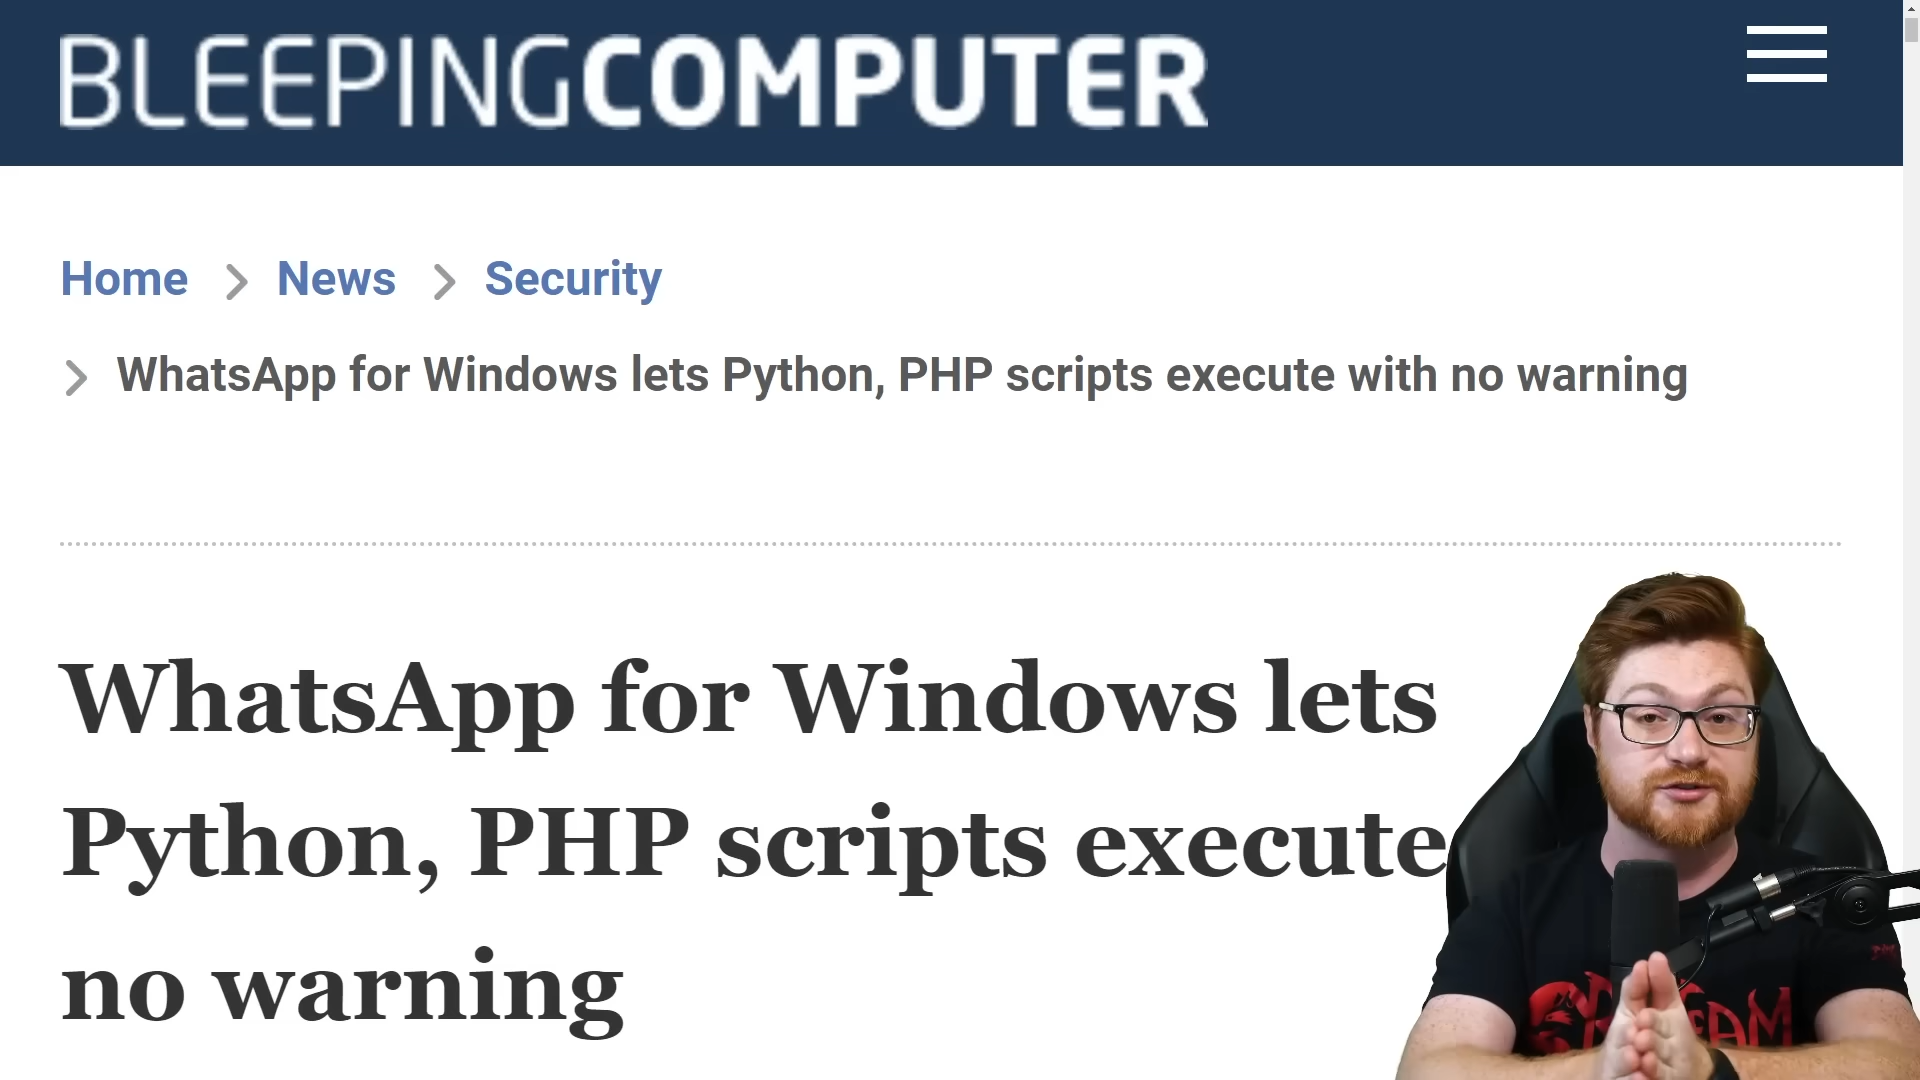 BLEEPINGCOMPUTER
Home > News > Security
> WhatsApp for Windows lets Python, PHP scripts execute with no warning
WhatsApp for Windows lets
Python, PHP scripts execute
no warning